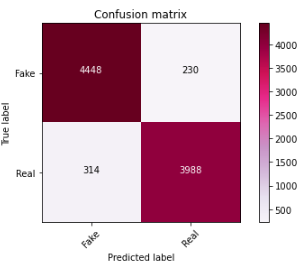 Confusion matrix
Fake 4448 230
Real 314 3988
Fake Real
True label
Predicted label
4000
3500
3000
2500
2000
1500
1000
500